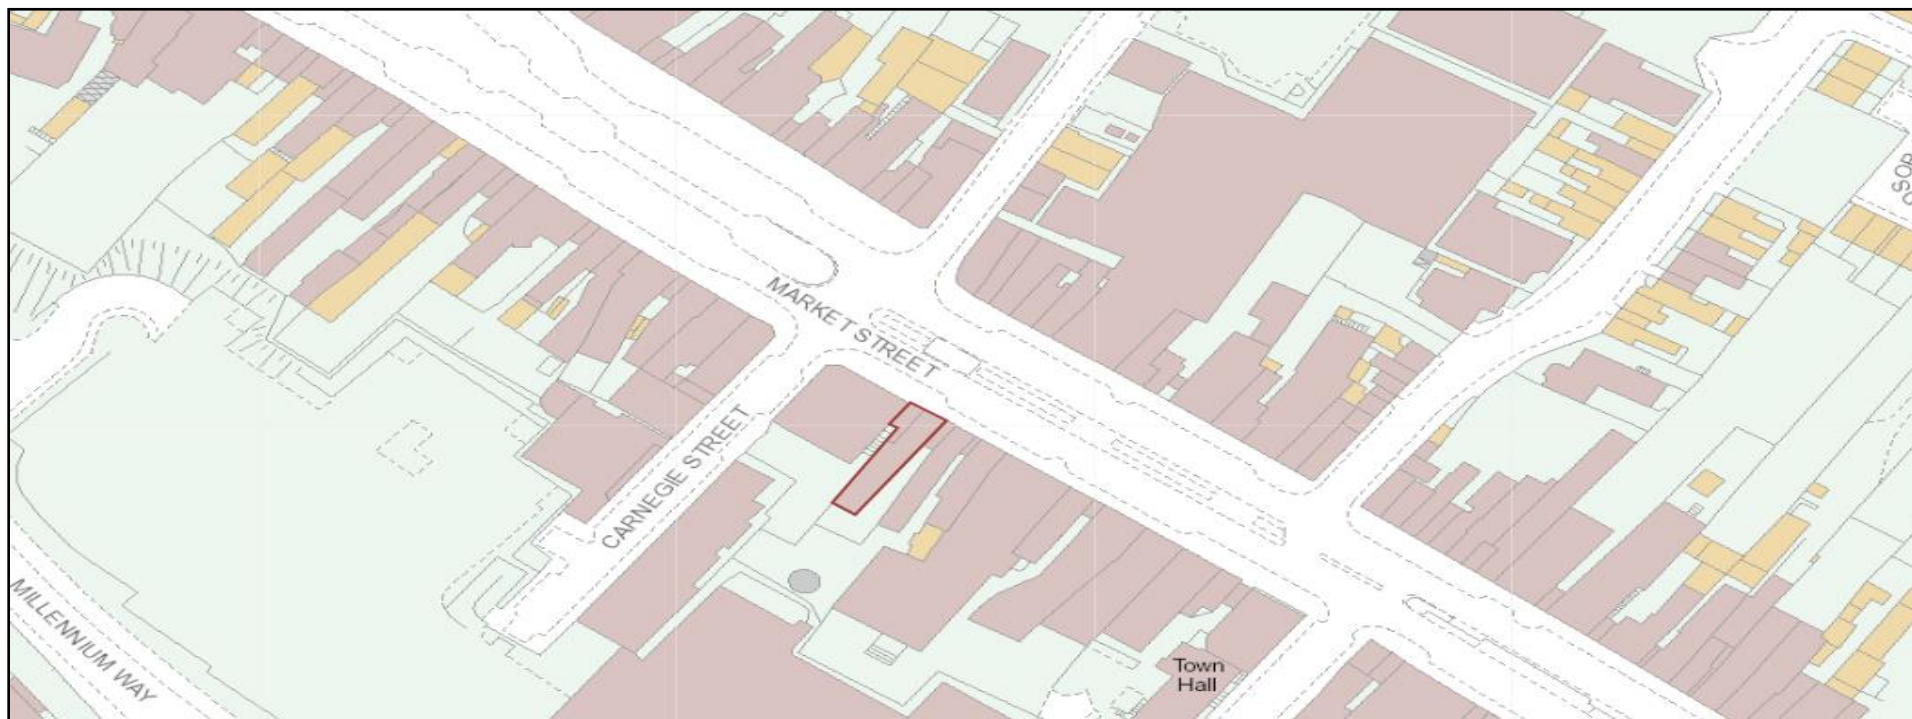 MARKET STREET
CARNEGIE STREET
MILLENNIUM WAY
Town
Hall